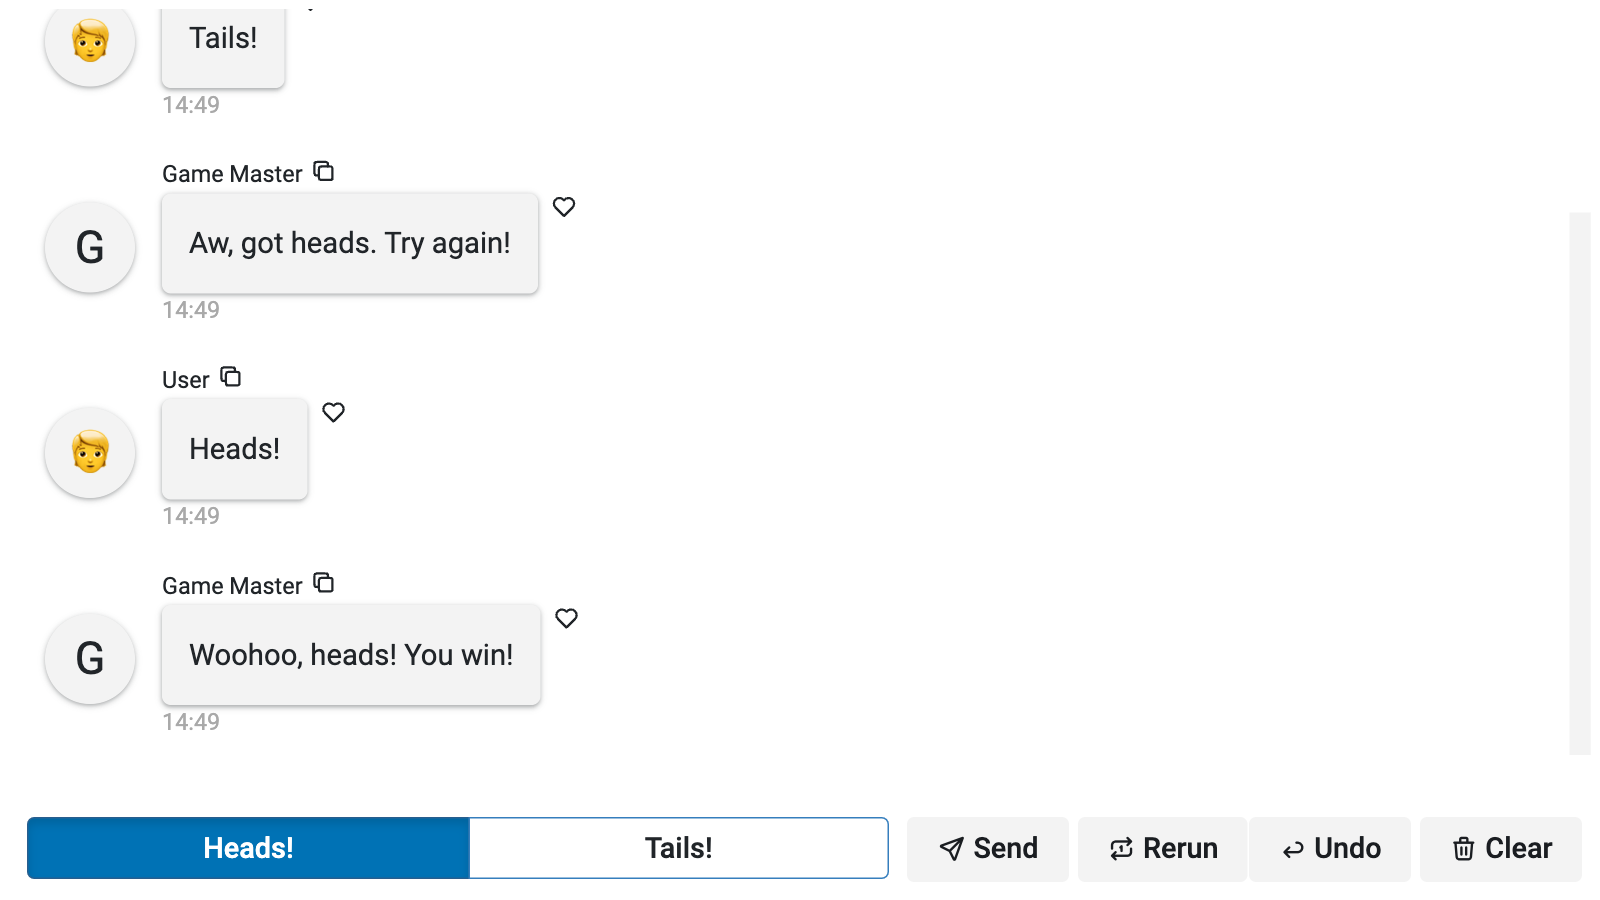 Tails!
14:49
Game Master
G
Aw, got heads. Try again!
14:49
User
Heads!
14:49
Game Master
G
Woohoo, heads! You win!
14:49
Heads! Tails! Send Rerun Undo Clear